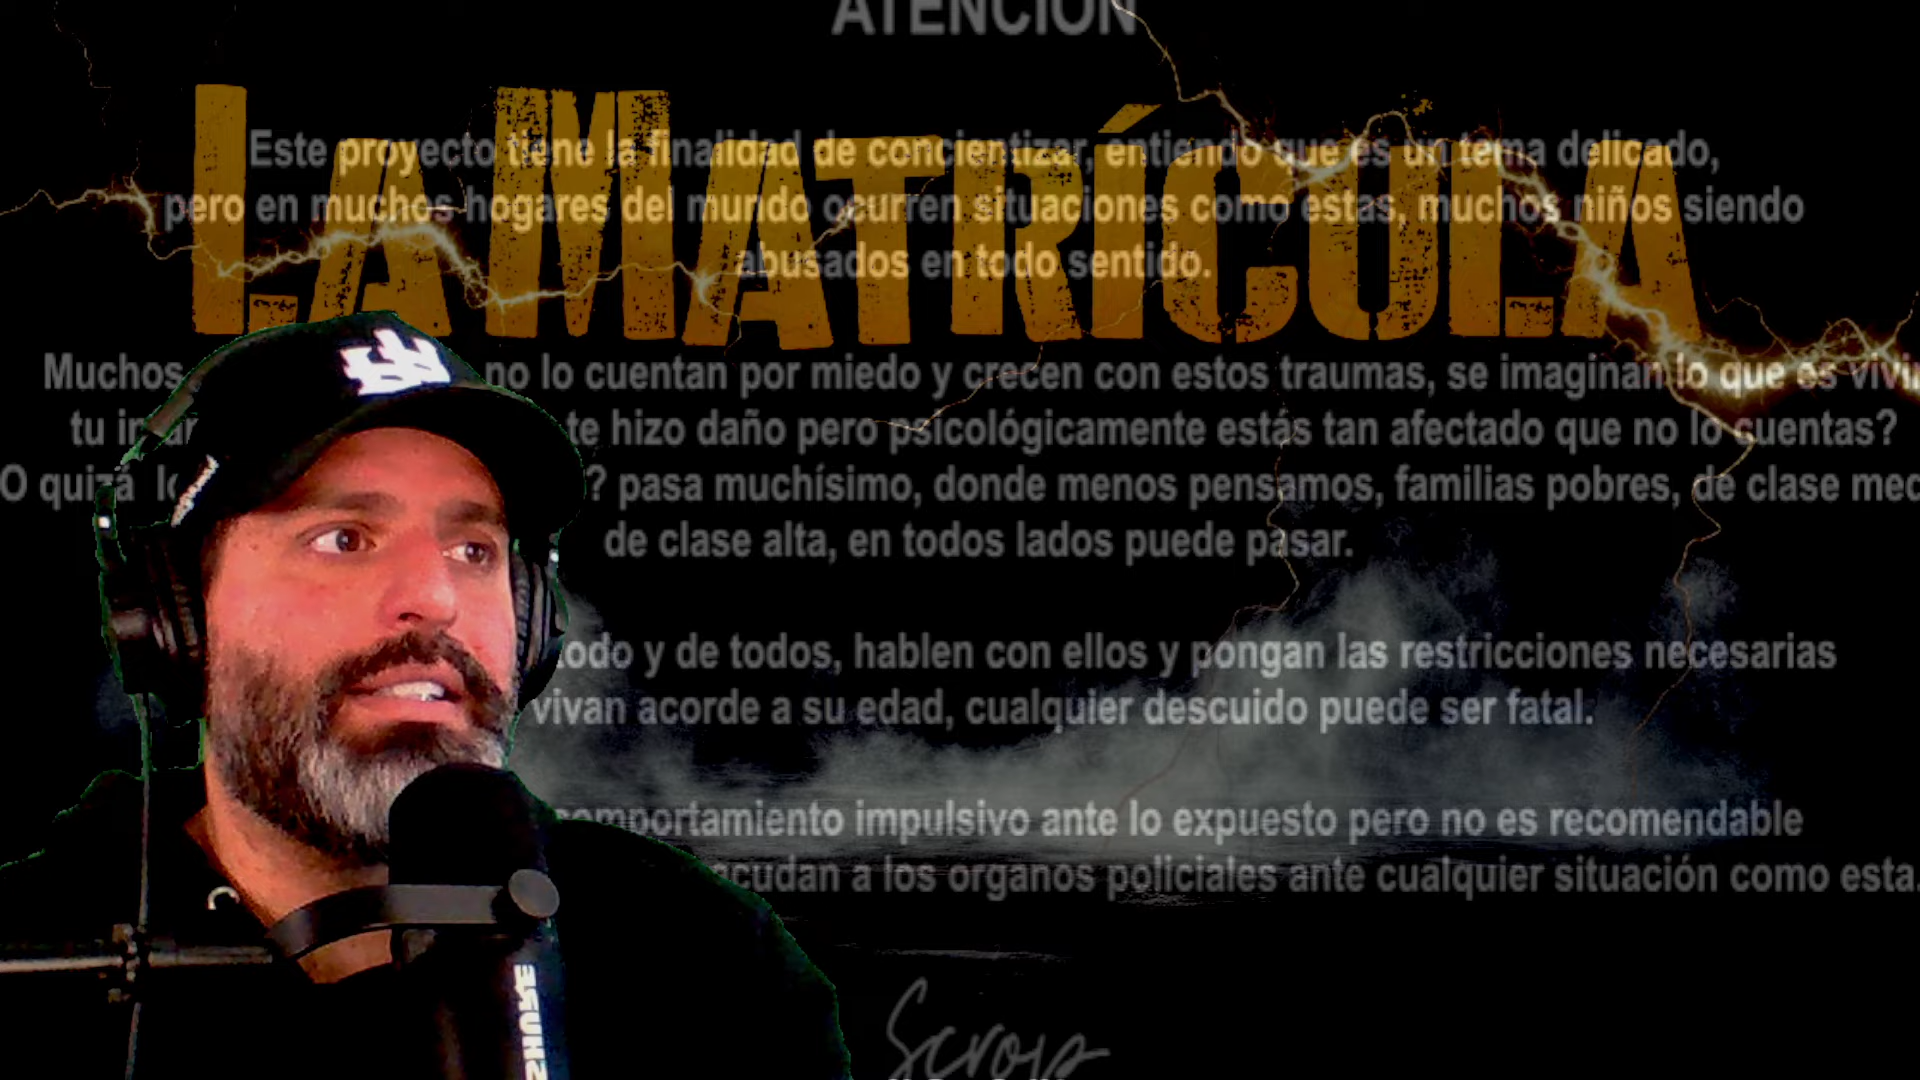 ATENCIÓN
LA MATRÍCULA
Este proyecto tiene la finalidad de concientizar, entiendo que es un tema delicado,
pero en muchos hogares del mundo ocurren situaciones como estas, muchos niños siendo
abusados en todo sentido.
Muchos no lo cuentan por miedo y crecen con estos traumas, se imaginan lo que es vivir
tu te hizo daño pero psicológicamente estás tan afectado que no lo cuentas?
O quizá ? pasa muchísimo, donde menos pensamos, familias pobres, de clase
de clase alta, en todos lados puede pasar.
todo y de todos, hablen con ellos y pongan las restricciones necesarias
vivan acorde a su edad, cualquier descuido puede ser fatal.
comportamiento impulsivo ante lo expuesto pero no es recomendable
acudan a los organos policiales ante cualquier situación como esta.
SHURE